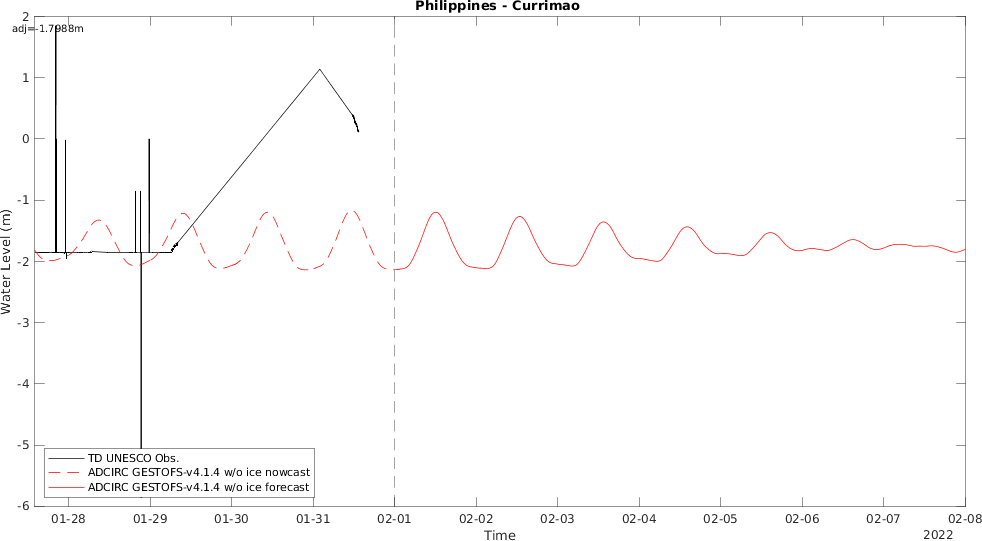 Philippines - Currimao
adj=-1.7988m
2
1
0
-1
-2
-3
-4
-5
-6
Water Level (m)
TD UNESCO Obs.
ADCIRC GESTOFS-v4.1.4 w/o ice nowcast
ADCIRC GESTOFS-v4.1.4 w/o ice forecast
01-28 01-29 01-30 01-31 02-01 02-02 02-03 02-04 02-05 02-06 02-07 02-08
Time
2022